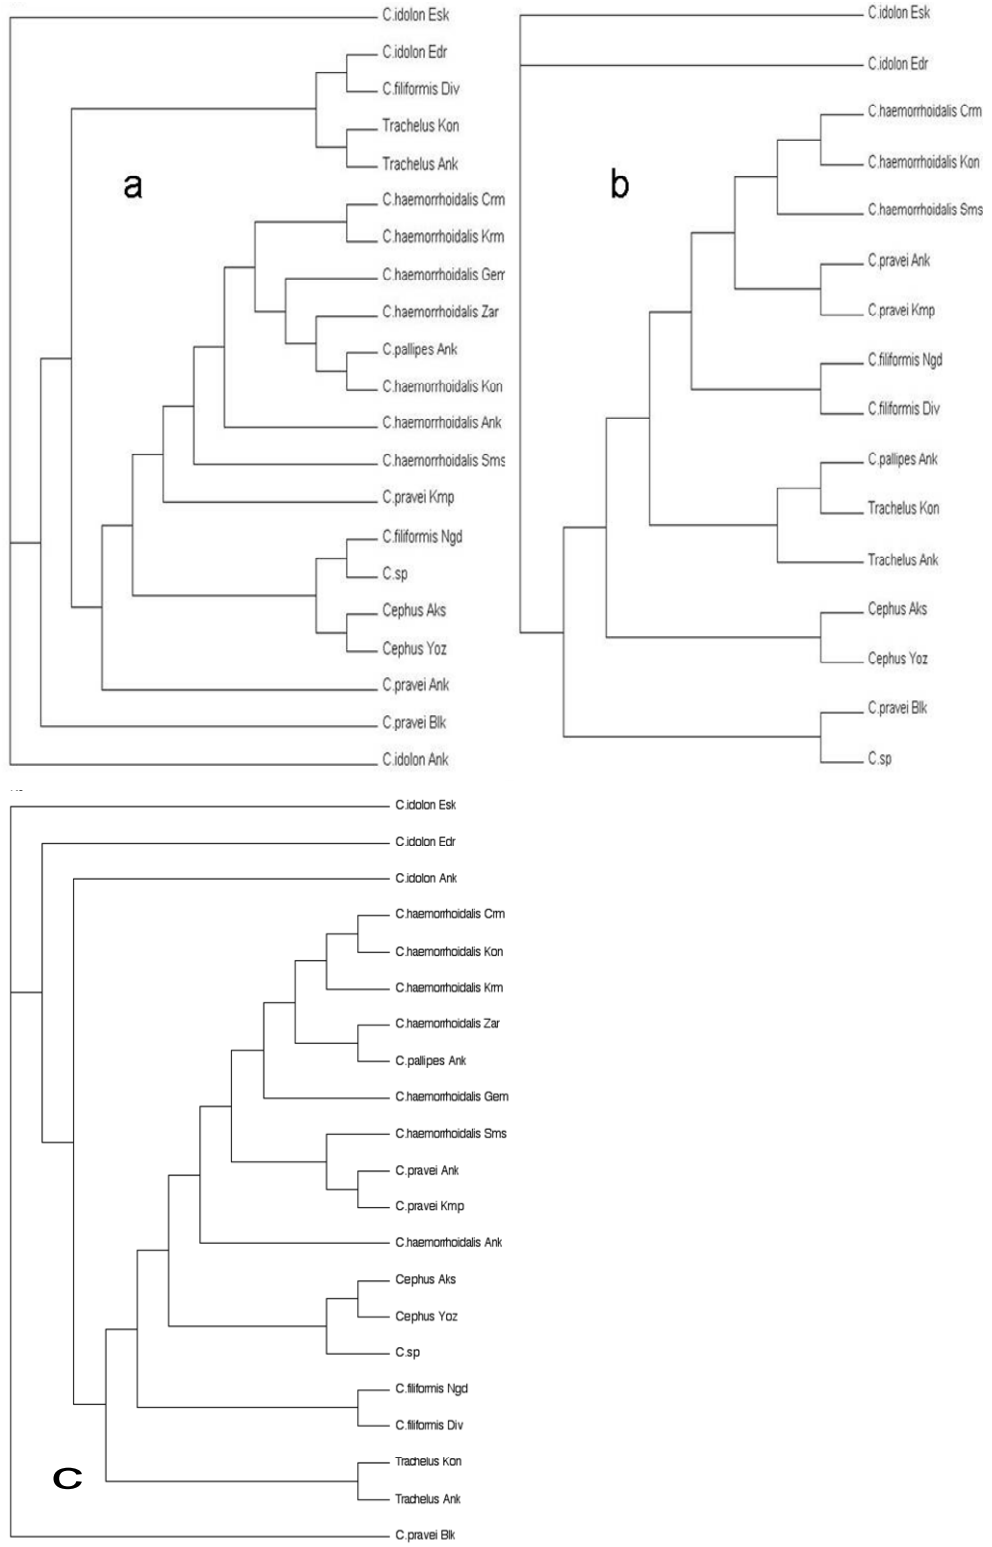 C.idolon Esk
C.idolon Edr
C.filiformis Div
Trachelus Kon
Trachelus Ank
a
C.haemorrhoidalis Crm
C.haemorrhoidalis Krm
C.haemorrhoidalis Gem
C.haemorrhoidalis Zar
C.pallipes Ank
C.haemorrhoidalis Kon
C.haemorrhoidalis Ank
C.haemorrhoidalis Sms
C.pravei Kmp
C.filiformis Ngd
C.sp
Cephus Aks
Cephus Yoz
C.pravei Ank
C.pravei Blk
C.idolon Ank
C.idolon Esk
C.idolon Edr
C.haemorrhoidalis Crm
C.haemorrhoidalis Kon
b
C.haemorrhoidalis Sms
C.pravei Ank
C.pravei Kmp
C.filiformis Ngd
C.filiformis Div
C.pallipes Ank
Trachelus Kon
Trachelus Ank
Cephus Aks
Cephus Yoz
C.pravei Blk
C.sp
C.idolon Esk
C.idolon Edr
C.idolon Ank
C.haemorrhoidalis Crm
C.haemorrhoidalis Kon
C.haemorrhoidalis Krm
C.haemorrhoidalis Zar
C.pallipes Ank
C.haemorrhoidalis Gem
C.haemorrhoidalis Sms
C.pravei Ank
C.pravei Kmp
C.haemorrhoidalis Ank
Cephus Aks
Cephus Yoz
C.sp
C.filiformis Ngd
C.filiformis Div
Trachelus Kon
c
Trachelus Ank
C.pravei Blk